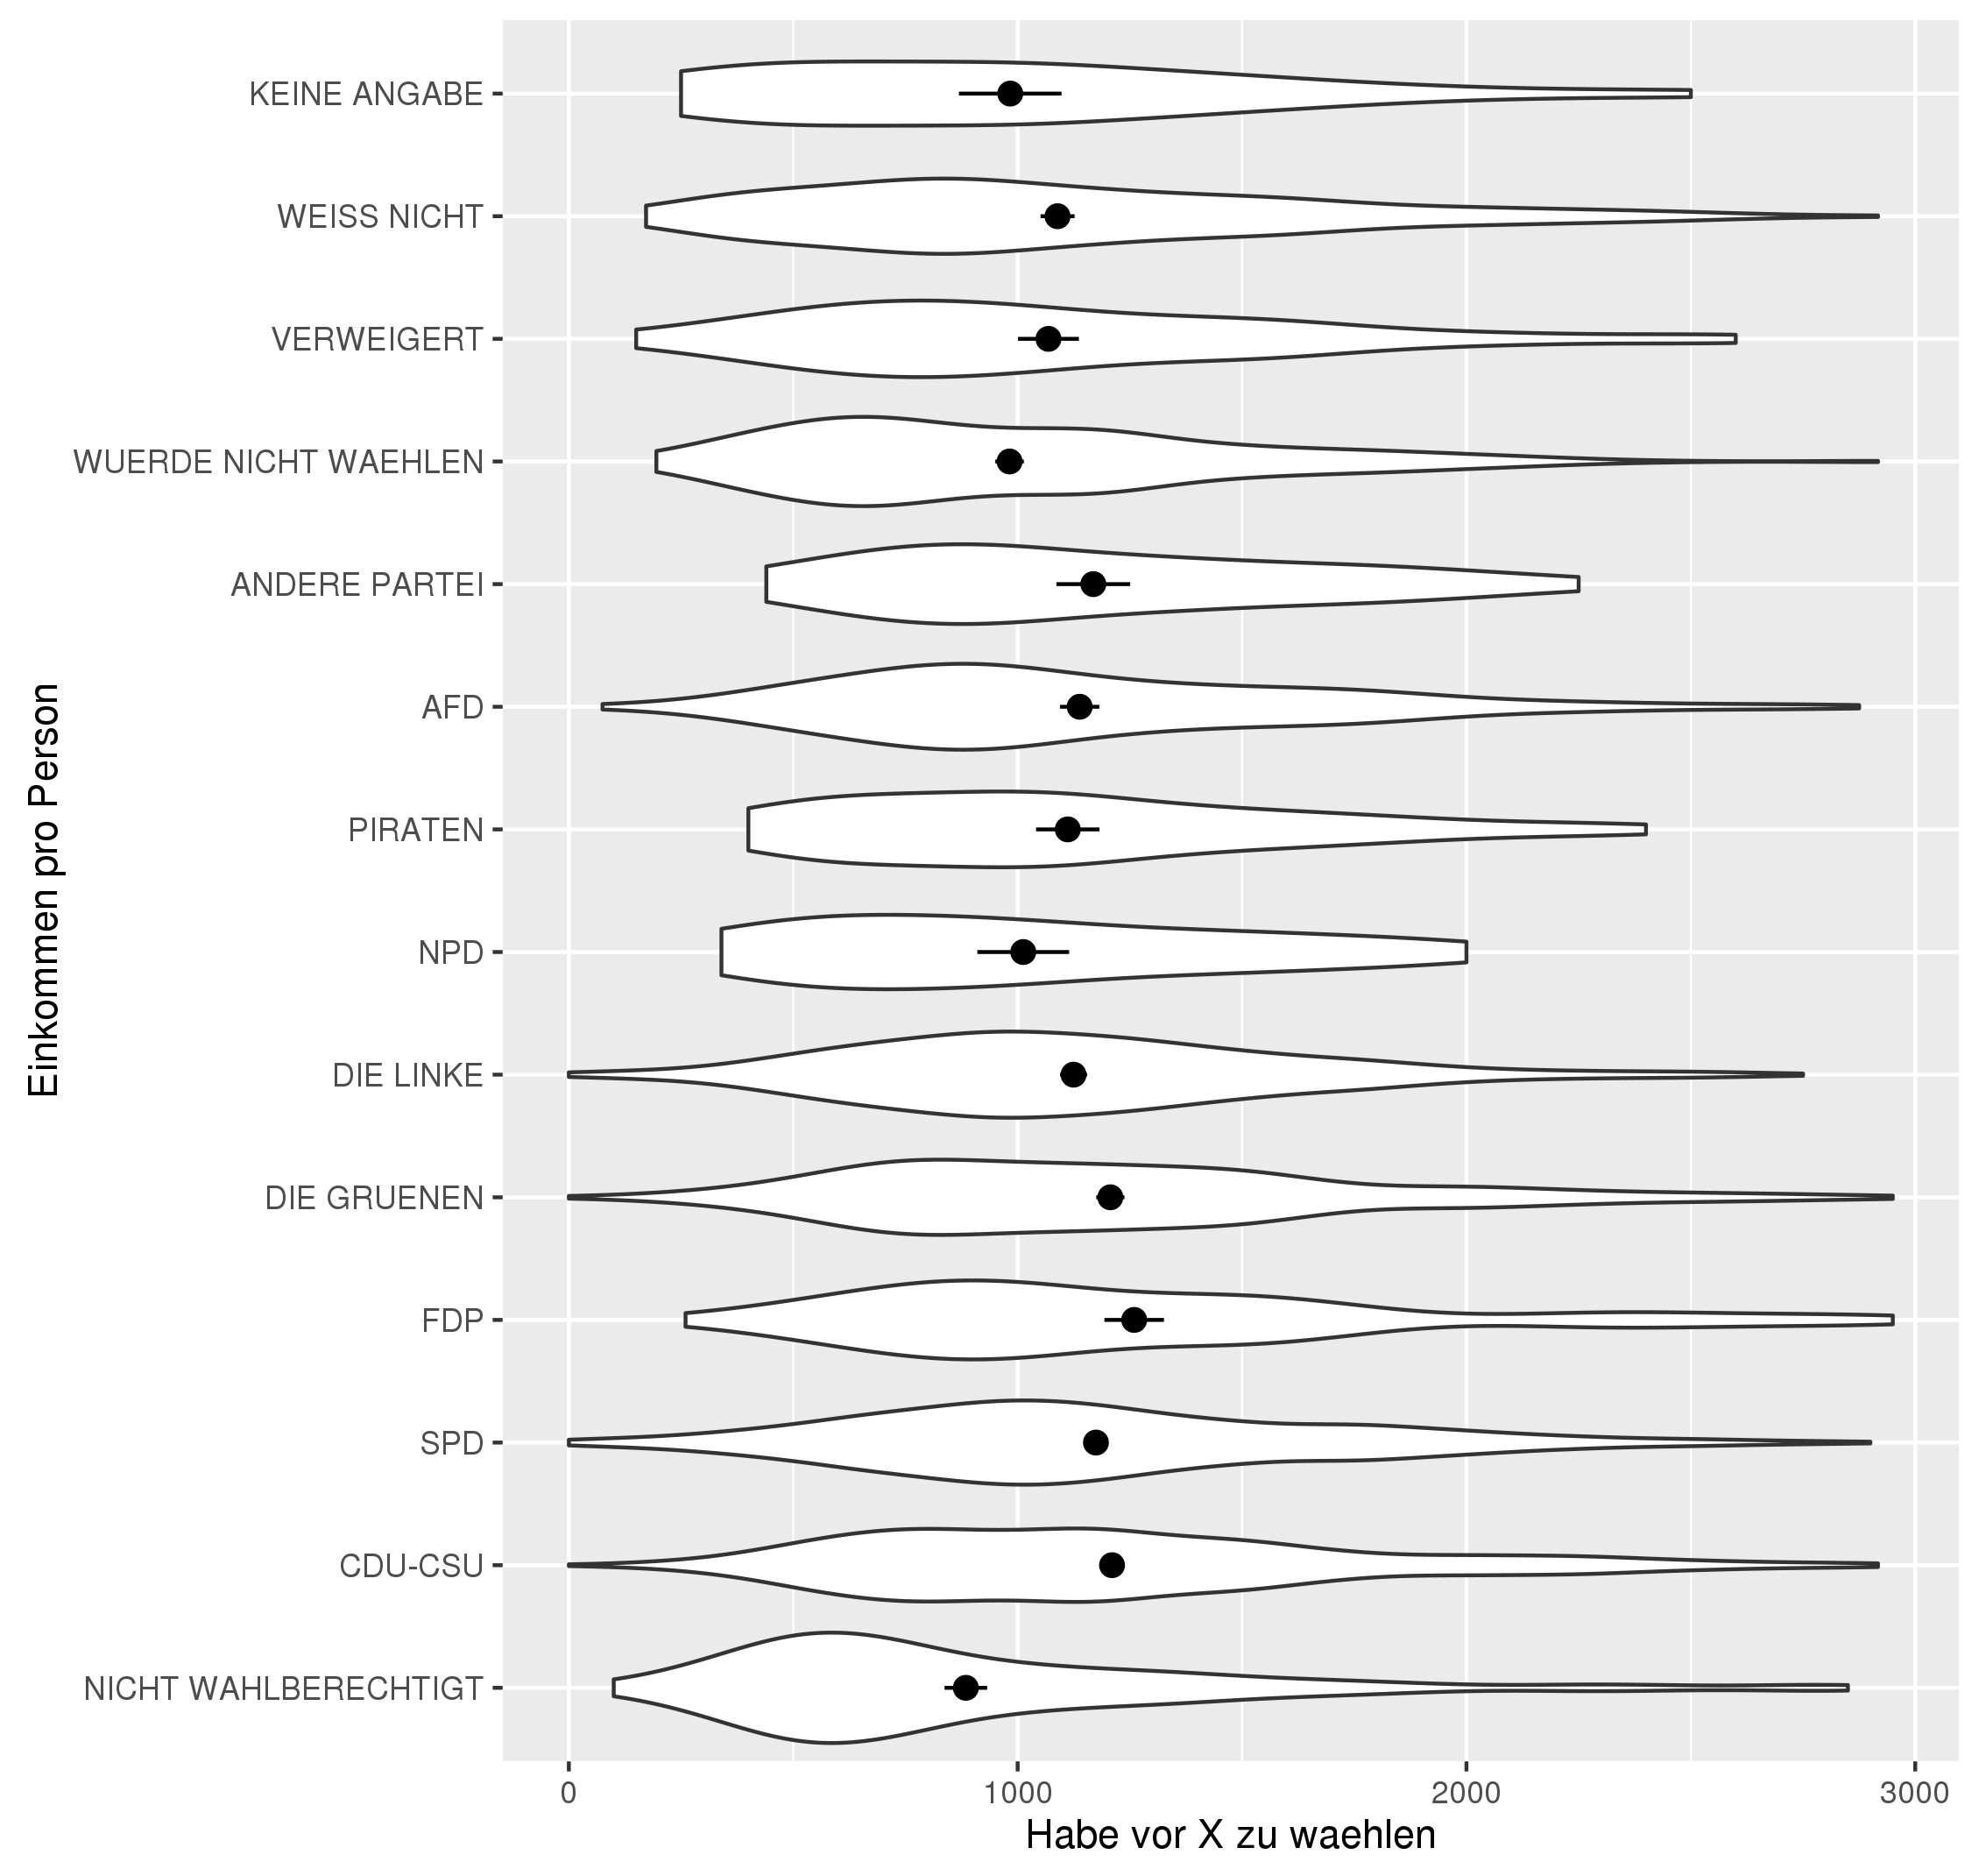 KEINE ANGABE
WEISS NICHT
VERWEIGERT
WUERDE NICHT WAEHLEN
ANDERE PARTEI
AFD
PIRATEN
NPD
DIE LINKE
DIE GRUENEN
FDP
SPD
CDU-CSU
NICHT WAHLBERECHTIGT
Einkommen pro Person
0 1000 2000 3000
Habe vor X zu waehlen